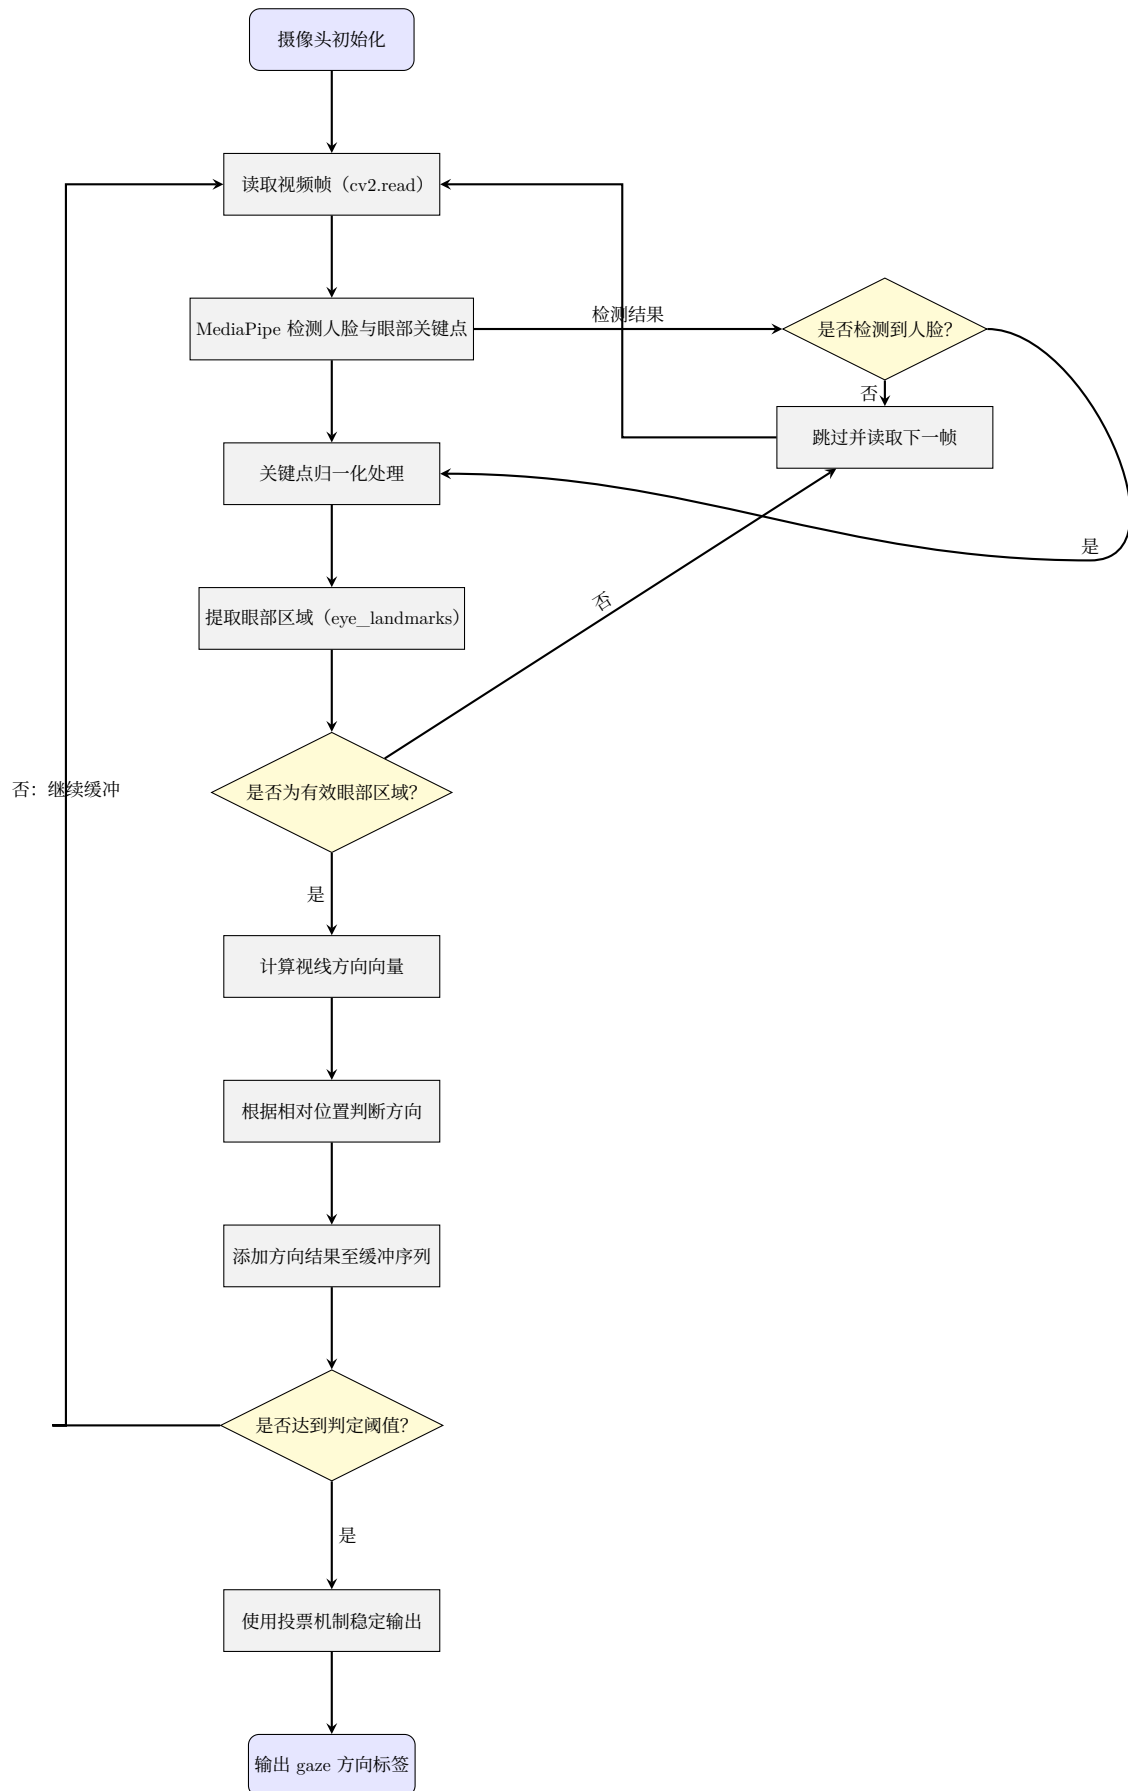 摄像头初始化
读取视频帧（cv2.read）
MediaPipe 检测人脸与眼部关键点
检测结果
是否检测到人脸?
否
跳过并读取下一帧
关键点归一化处理
是
提取眼部区域（eye_landmarks）
否
否：继续缓冲
是否为有效眼部区域?
是
计算视线方向向量
根据相对位置判断方向
添加方向结果至缓冲序列
是否达到判定阈值?
是
使用投票机制稳定输出
输出 gaze 方向标签